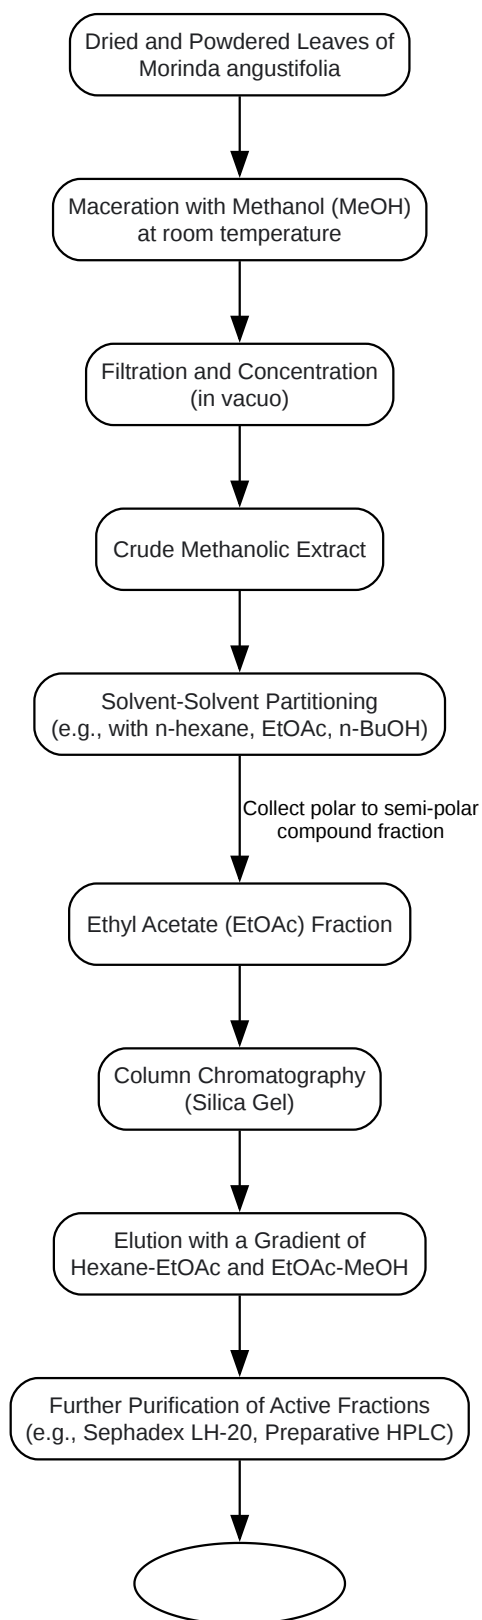 Dried and Powdered Leaves of
Morinda angustifolia
Maceration with Methanol (MeOH)
at room temperature
Filtration and Concentration
(in vacuo)
Crude Methanolic Extract
Solvent-Solvent Partitioning
(e.g., with n-hexane, EtOAc, n-BuOH)
Collect polar to semi-polar
compound fraction
Ethyl Acetate (EtOAc) Fraction
Column Chromatography
(Silica Gel)
Elution with a Gradient of
Hexane-EtOAc and EtOAc-MeOH
Further Purification of Active Fractions
(e.g., Sephadex LH-20, Preparative HPLC)